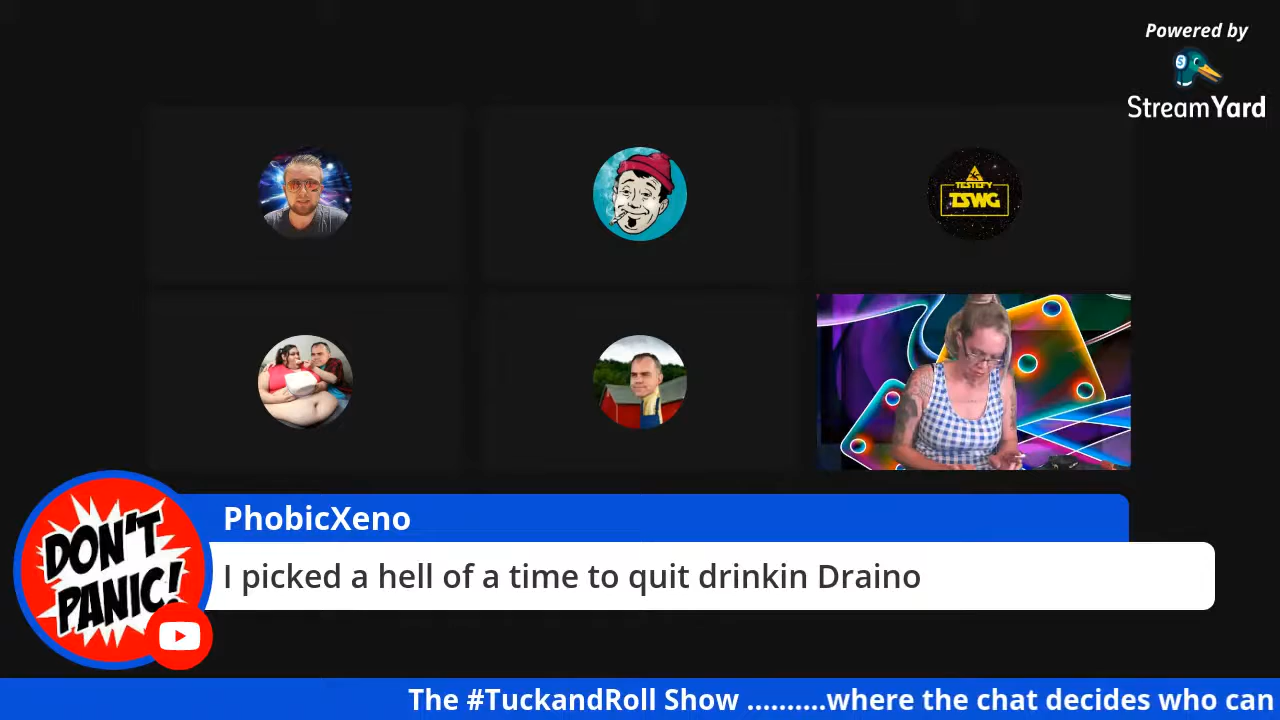 Powered by
StreamYard
TESTEFY
TSWG
DON'T
PANIC!
PhobicXeno
I picked a hell of a time to quit drinkin Draino
The #TuckandRoll Show ..........where the chat decides who can